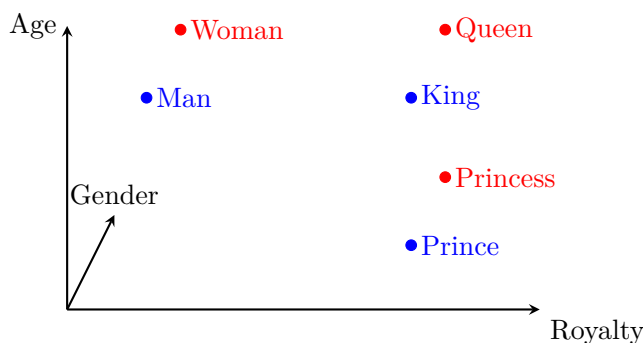 Age
Woman
Queen
Man
King
Princess
Gender
Prince
Royalty